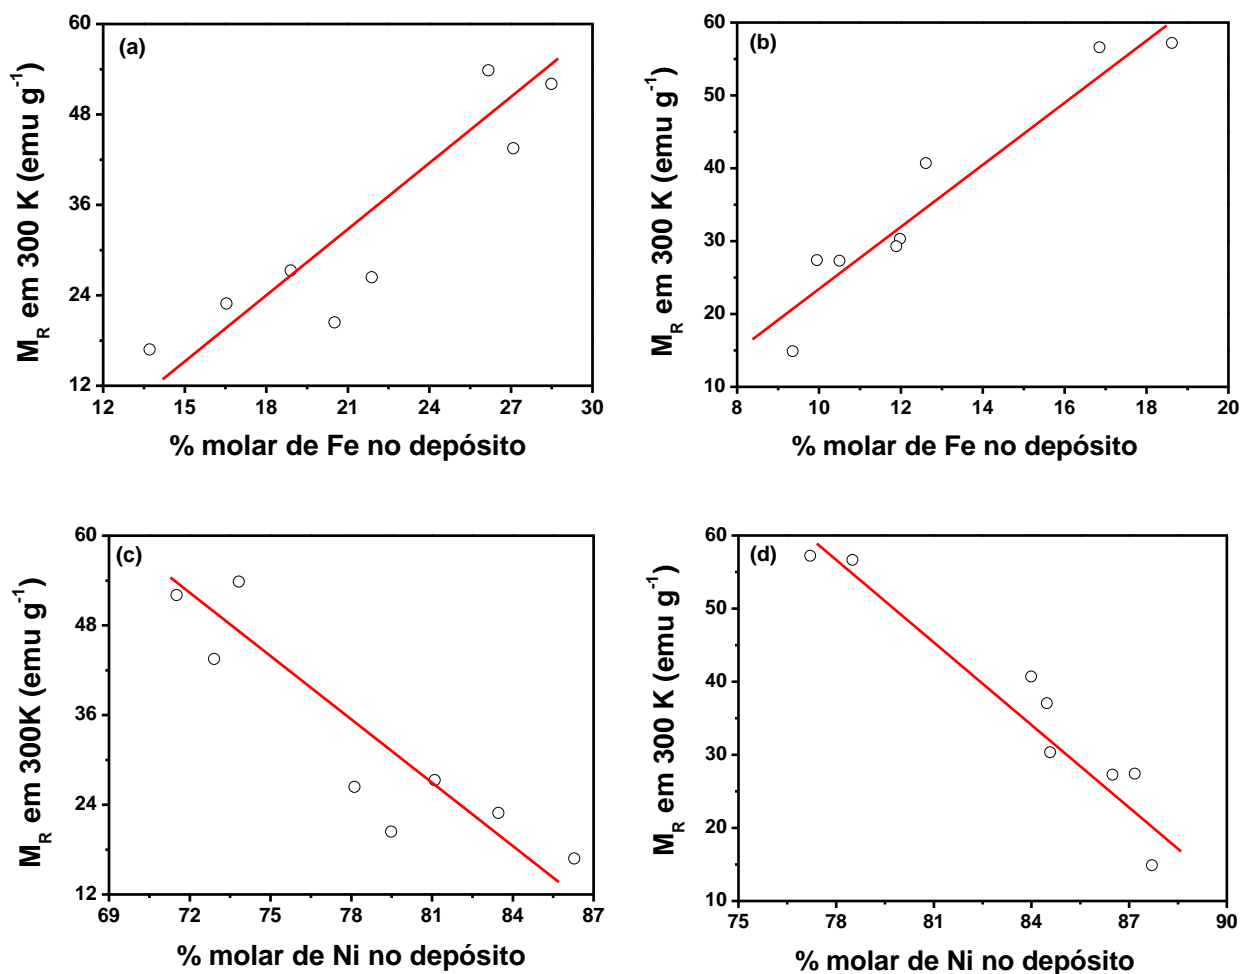 (a)
M_R em 300 K (emu g^-1)
60
48
36
24
12
12 15 18 21 24 27 30
% molar de Fe no depósito
(b)
M_R em 300 K (emu g^-1)
60
50
40
30
20
10
8 10 12 14 16 18 20
% molar de Fe no depósito
(c)
M_R em 300K (emu g^-1)
60
48
36
24
12
69 72 75 78 81 84 87
% molar de Ni no depósito
(d)
M_R em 300 K (emu g^-1)
60
50
40
30
20
10
75 78 81 84 87 90
% molar de Ni no depósito